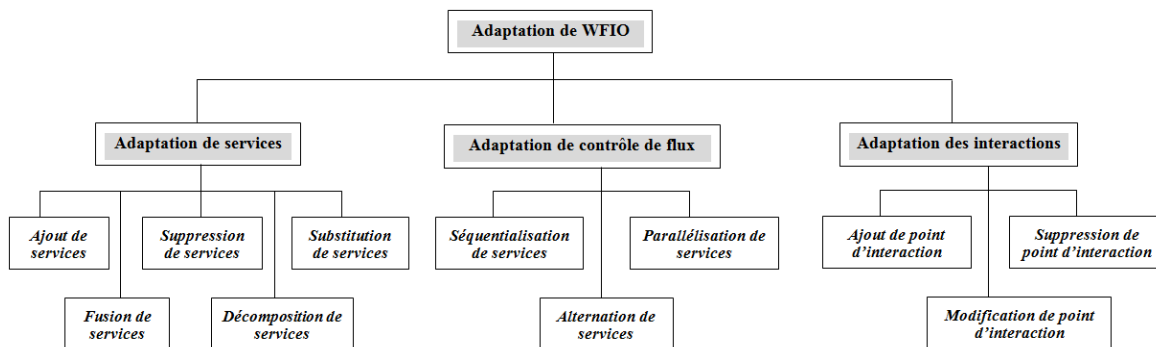 Adaptation de WFIO
Adaptation de services
Adaptation de contrôle de flux
Adaptation des interactions
Ajout de
services
Suppression
de services
Substitution
de services
Séquentialisation
de services
Parallélisation de
services
Ajout de point
d'interaction
Suppression de
point d'interaction
Fusion de
services
Décomposition de
services
Alternation de
services
Modification de point
d'interaction